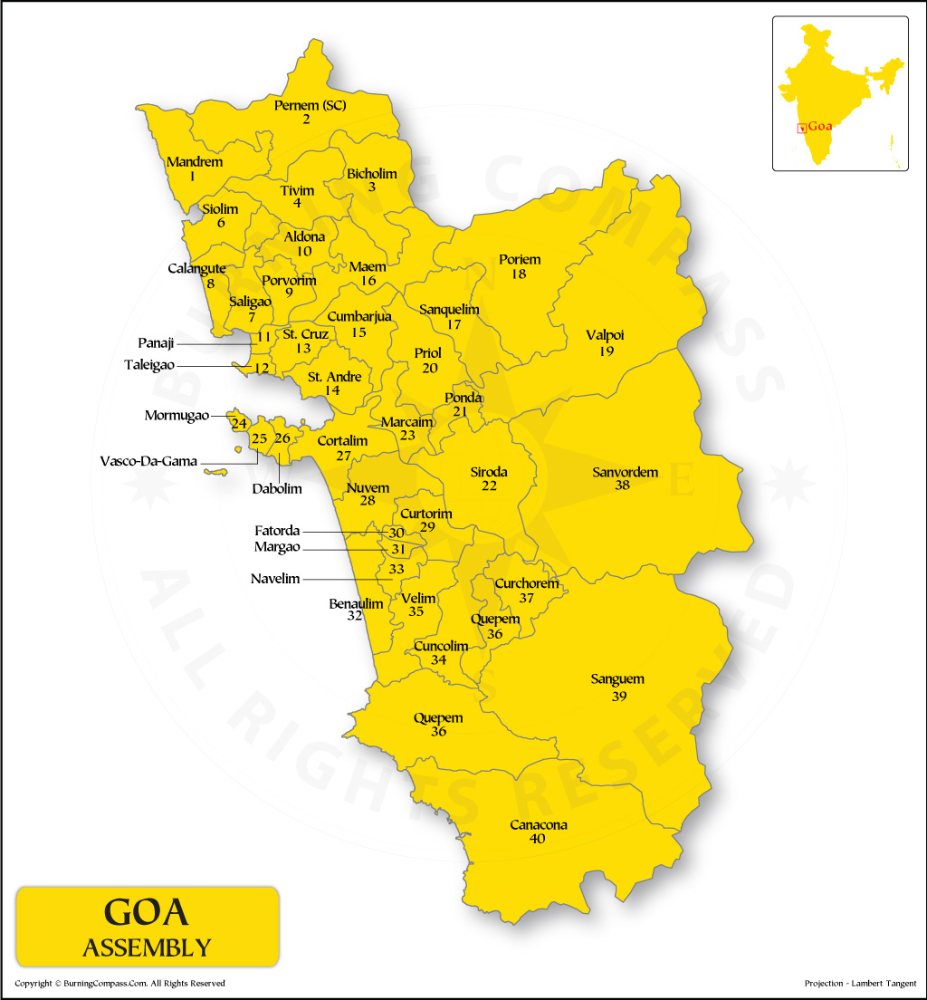 Pernem (SC)
2
Goa
Mandrem
1
Bicholim
3
Tivim
4
Siolim
6
Aldona
10
Poriem
18
Calangute
8
Maem
16
Porvorim
9
Saligao
7
Sanquelim
17
Cumbarjua
15
Panaji
11
St. Cruz
13
Valpoi
19
Priol
20
Taleigao
12
St. Andre
14
Ponda
21
Mormugao
24
Marcaim
23
25
26
Cortalim
27
Vasco-Da-Gama
Siroda
22
Sanvordem
38
Dabolim
Nuvem
28
Curtorim
29
Fatorda
30
Margao
31
33
Navelim
Curchorem
37
Benaulim
32
Velim
35
Quepem
36
Cuncolim
34
Sanguem
39
Quepem
36
Canacona
40
BURNING COMPASS
ALL RIGHTS RESERVED
N
E
S
GOA
ASSEMBLY
Copyright © BurningCompass.Com. All Rights Reserved
Projection - Lambert Tangent